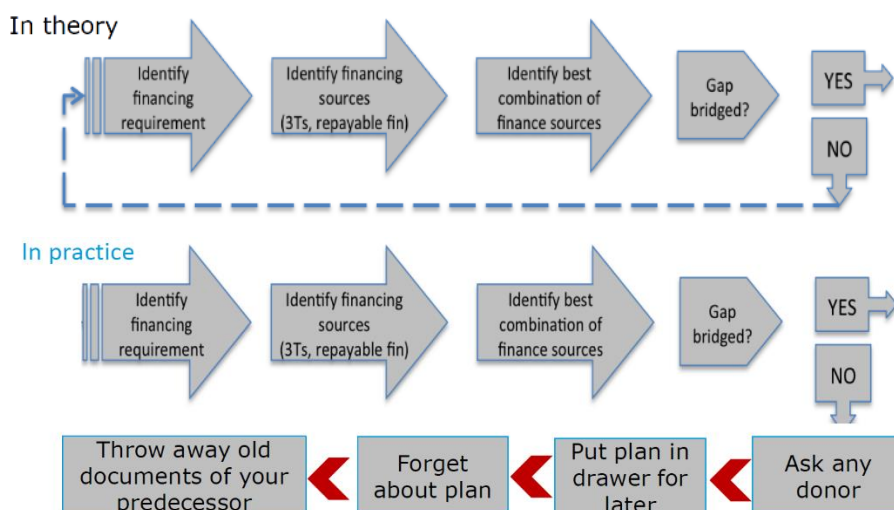 In theory
Identify
financing
requirement
Identify financing
sources
(3Ts, repayable fin)
Identify best
combination of
finance sources
Gap
bridged?
YES
NO
In practice
Identify
financing
requirement
Identify financing
sources
(3Ts, repayable fin)
Identify best
combination of
finance sources
Gap
bridged?
YES
NO
Throw away old
documents of your
predecessor
Forget
about plan
Put plan in
drawer for
later
Ask any
donor